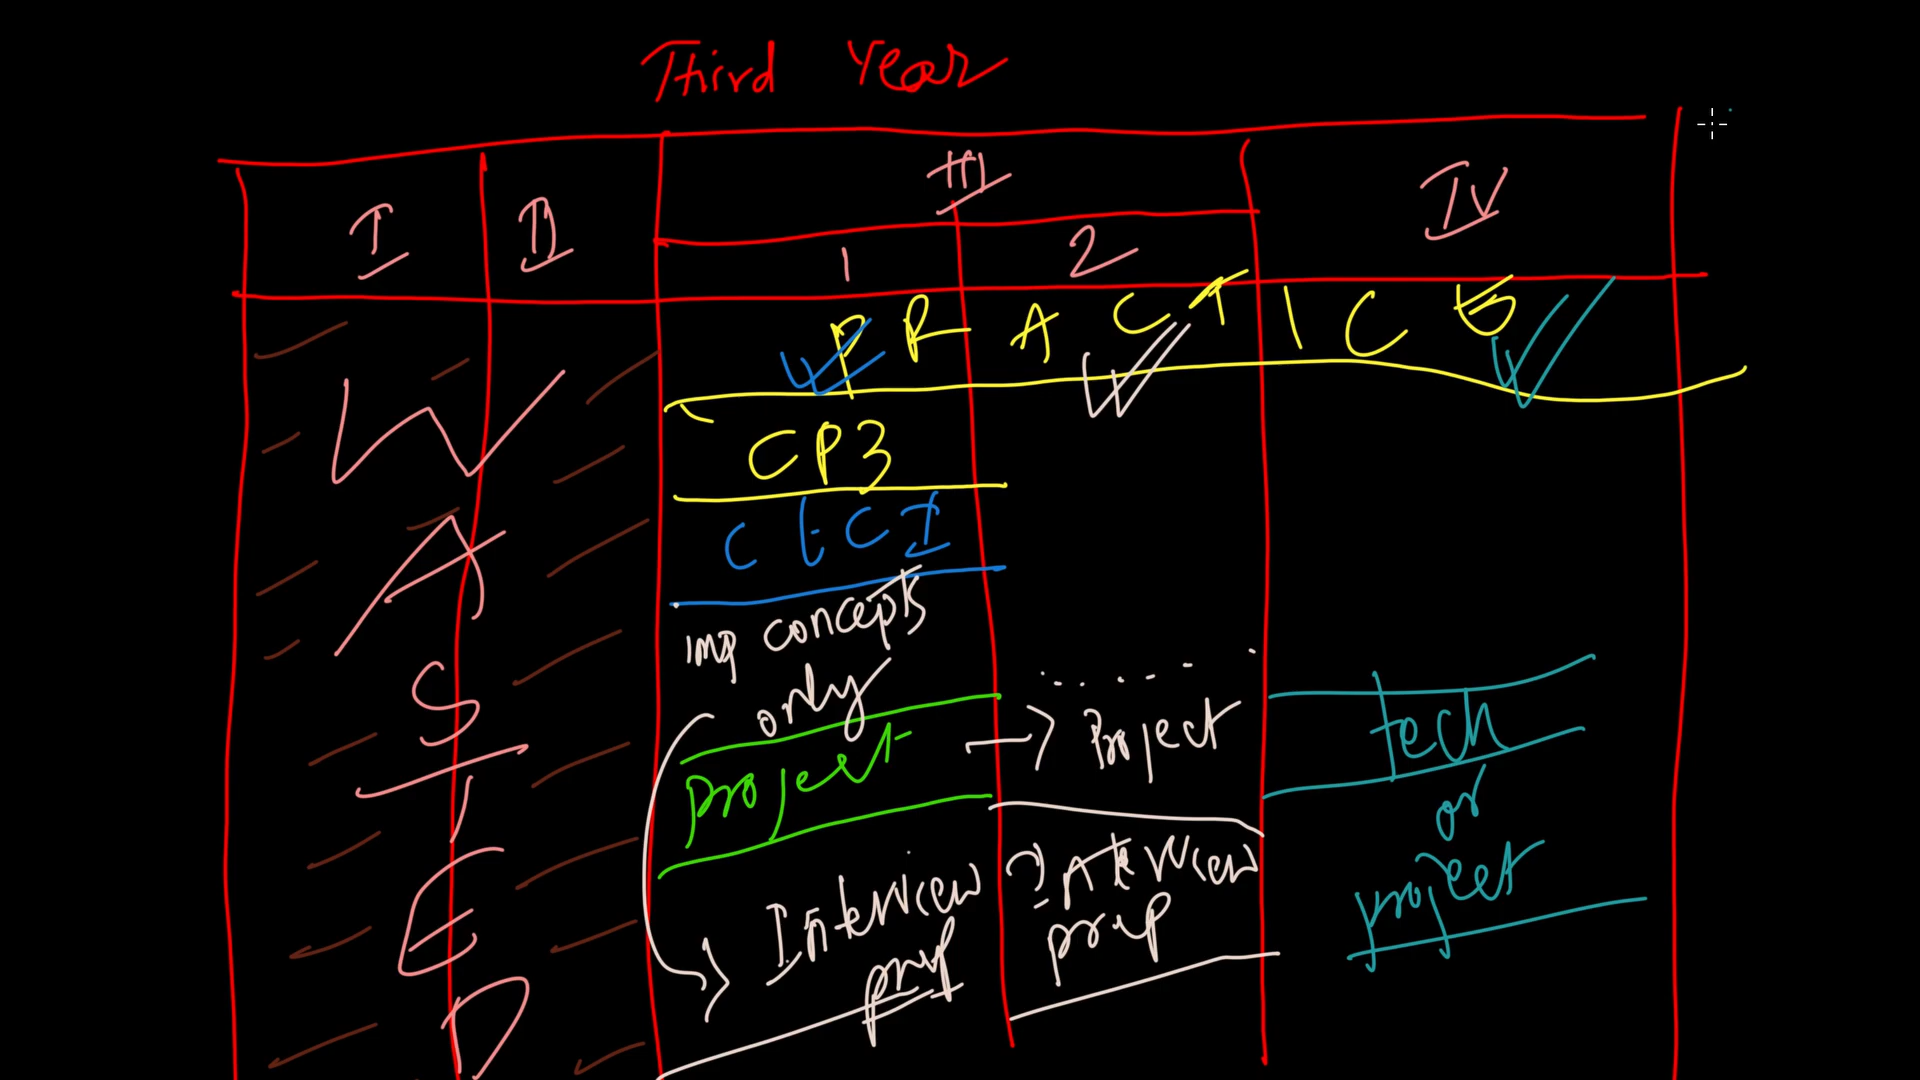 Third Year
I II III IV
1 2
PRACTICE
WASTED
CP3
CLCI
imp concepts
only
Project → Project
Interview
prep
Interview
prep
tech
or
project